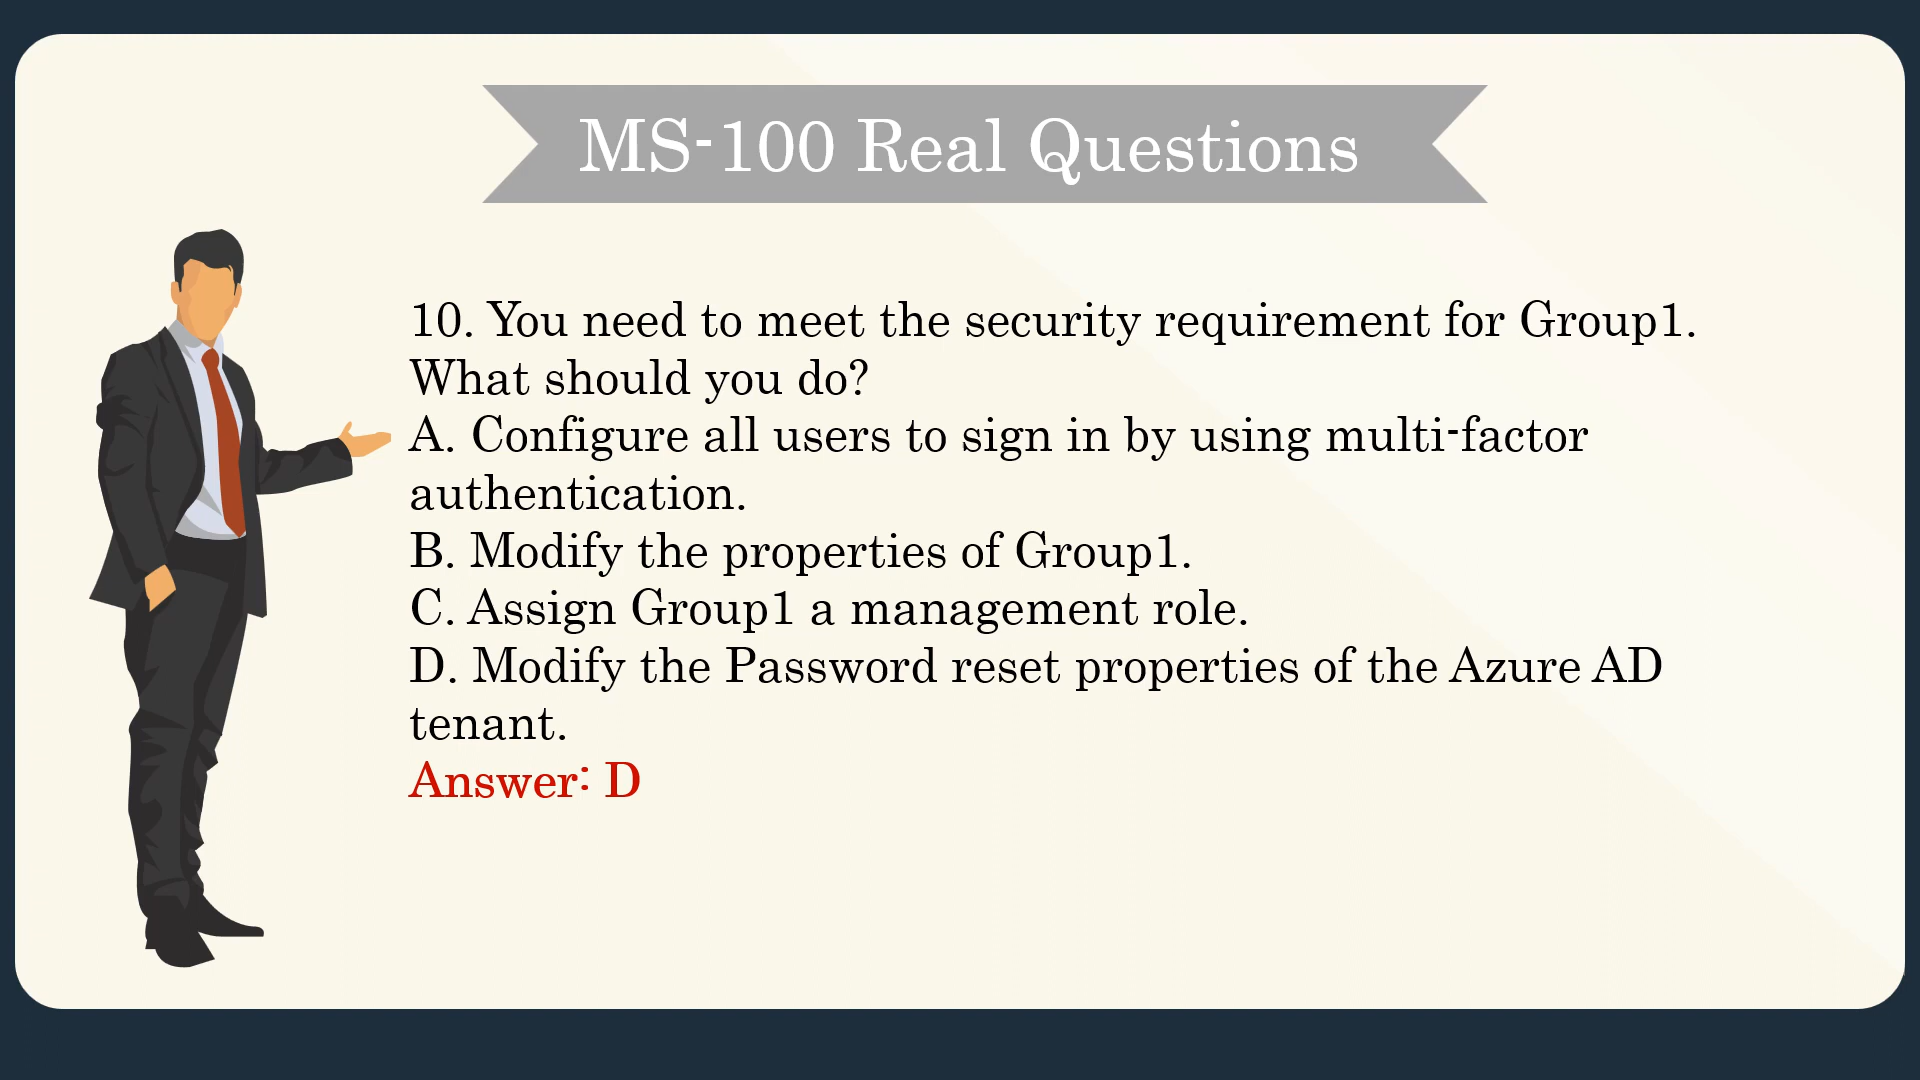 MS-100 Real Questions
10. You need to meet the security requirement for Group1.
What should you do?
A. Configure all users to sign in by using multi-factor
authentication.
B. Modify the properties of Group1.
C. Assign Group1 a management role.
D. Modify the Password reset properties of the Azure AD
tenant.
Answer: D